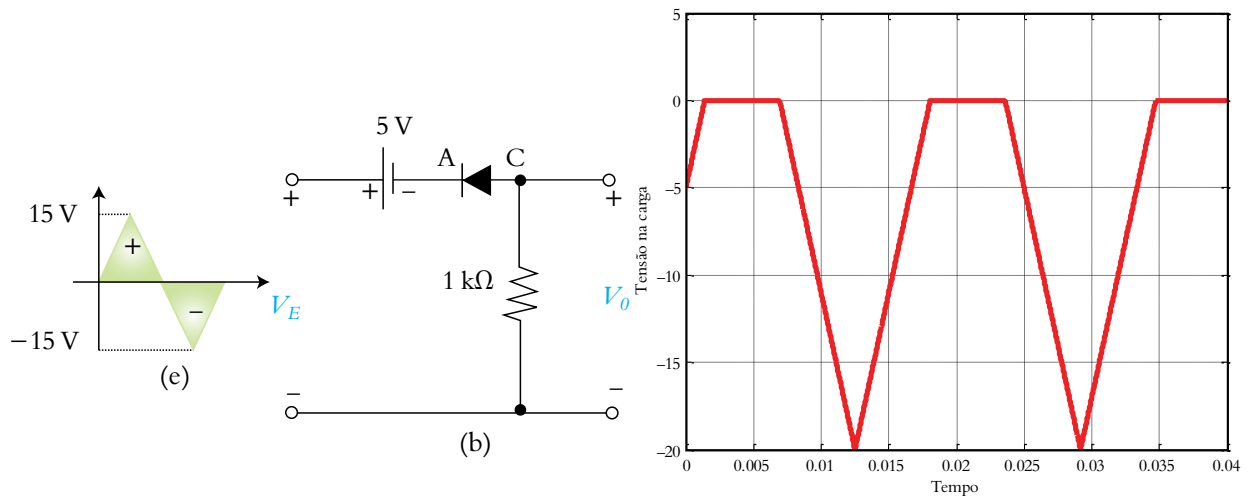 15 V
+
−
−15 V
V_E
(e)
5 V
A
C
+
−
+
+
1 kΩ
V_0
−
−
(b)
Tensão na carga
5
0
−5
−10
−15
−20
0
0.005
0.01
0.015
0.02
0.025
0.03
0.035
0.04
Tempo